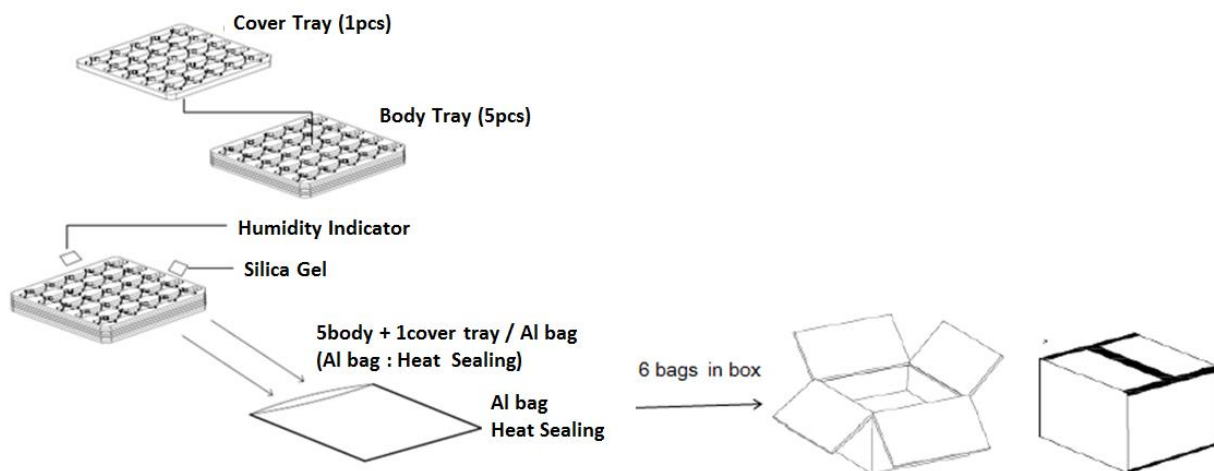 Cover Tray (1pcs)
Body Tray (5pcs)
Humidity Indicator
Silica Gel
5body + 1cover tray / Al bag
(Al bag : Heat Sealing)
Al bag
Heat Sealing
6 bags in box